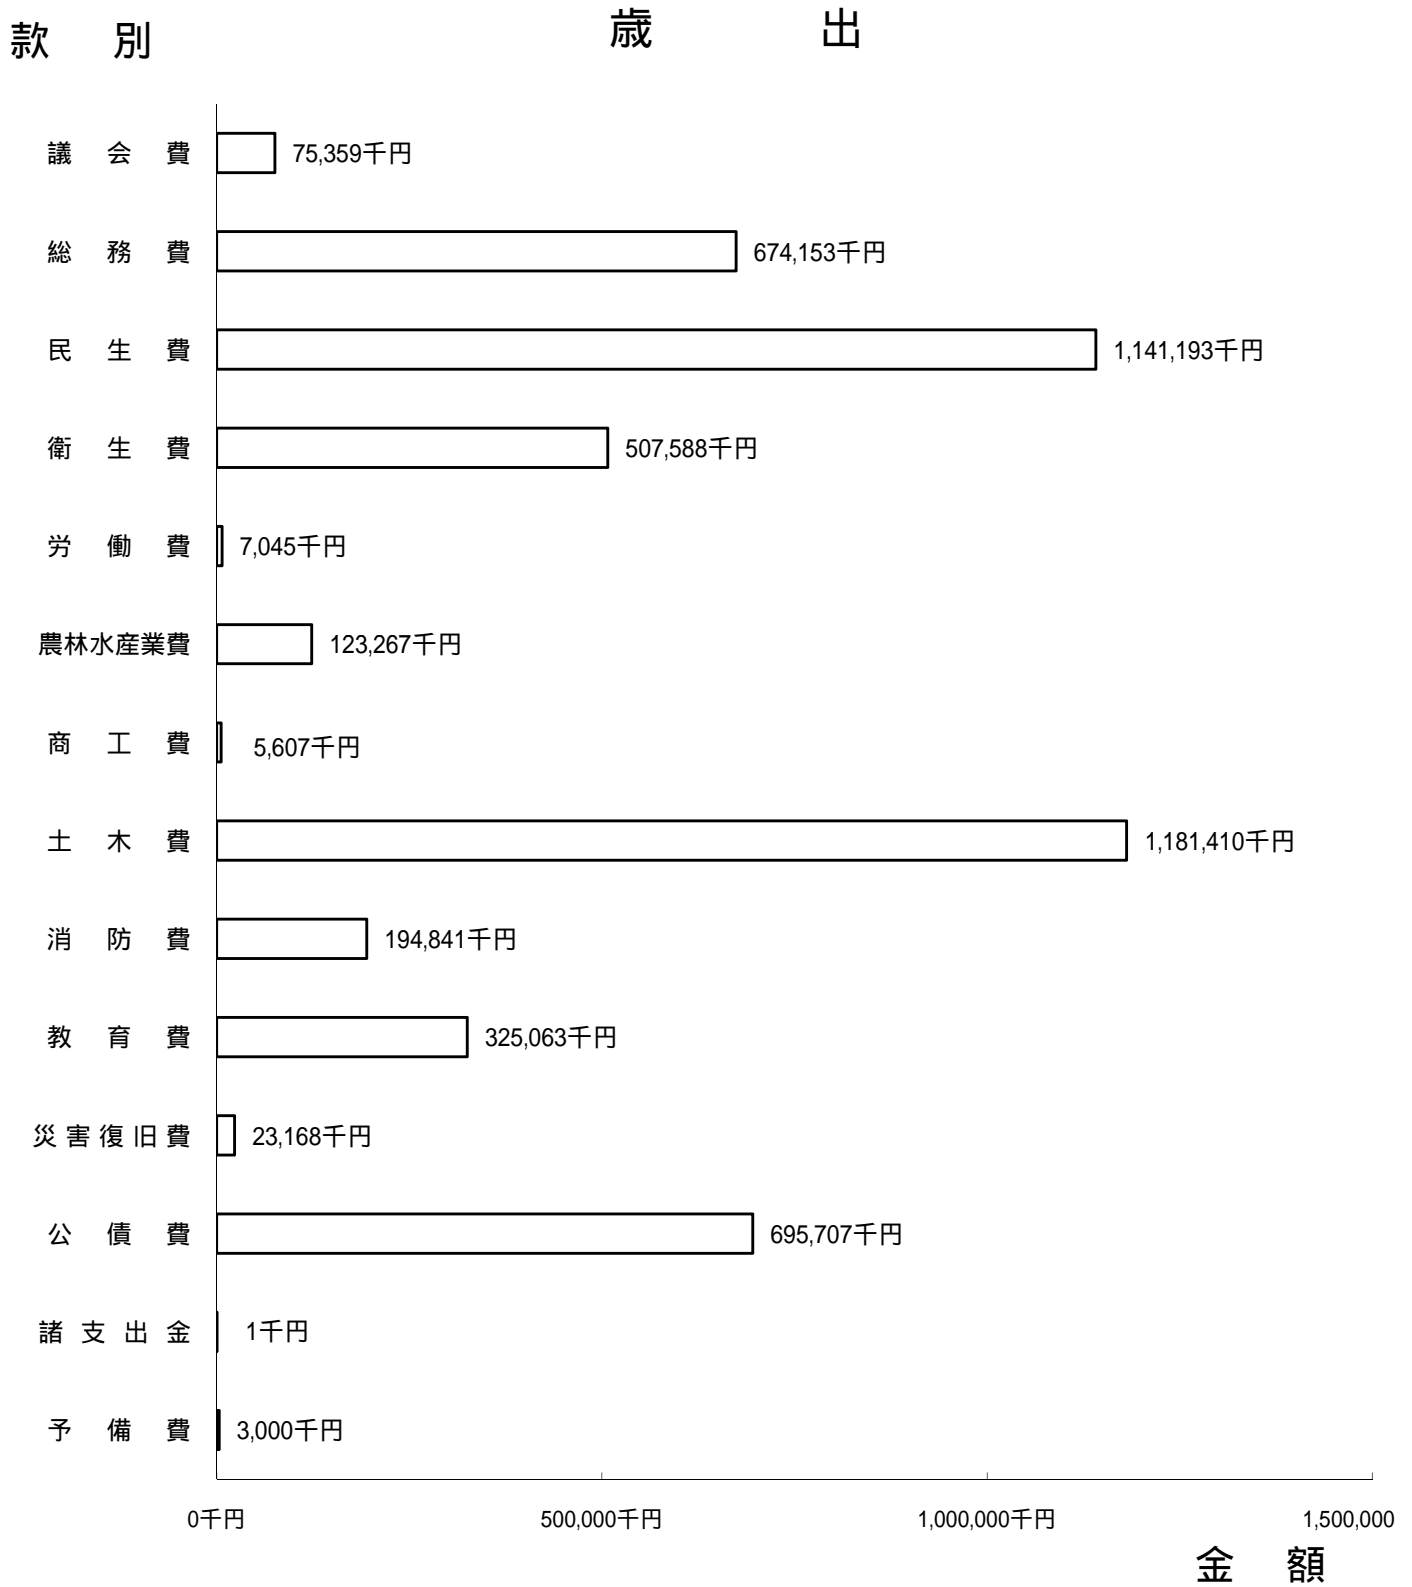 款 別
歳 出
議 会 費 75,359千円
総 務 費 674,153千円
民 生 費 1,141,193千円
衛 生 費 507,588千円
労 働 費 7,045千円
農林水産業費 123,267千円
商 工 費 5,607千円
土 木 費 1,181,410千円
消 防 費 194,841千円
教 育 費 325,063千円
災害復旧費 23,168千円
公 債 費 695,707千円
諸 支 出 金 1千円
予 備 費 3,000千円
0千円 500,000千円 1,000,000千円 1,500,000
金 額